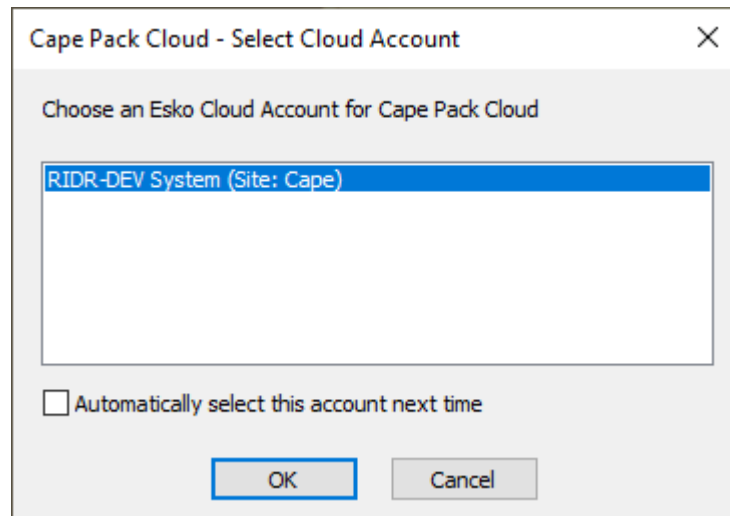 Cape Pack Cloud - Select Cloud Account
Choose an Esko Cloud Account for Cape Pack Cloud
RIDR-DEV System (Site: Cape)
Automatically select this account next time
OK Cancel